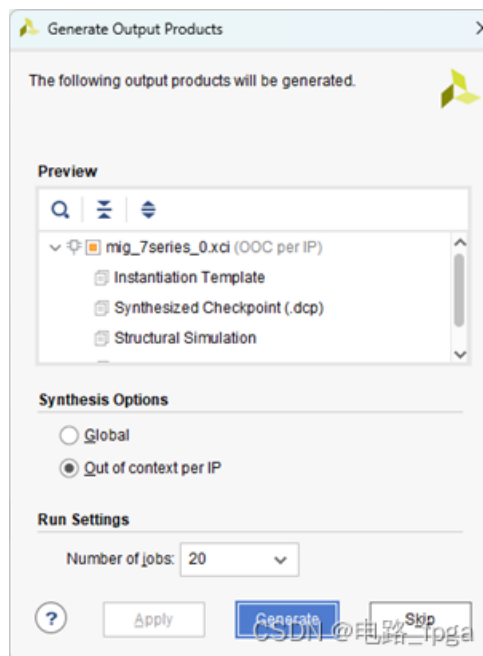 Generate Output Products
The following output products will be generated.
Preview
mig_7series_0.xci (OOC per IP)
Instantiation Template
Synthesized Checkpoint (.dcp)
Structural Simulation
Synthesis Options
Global
Out of context per IP
Run Settings
Number of jobs: 20
? Apply Generate Skip
CSDN @电路_fpga